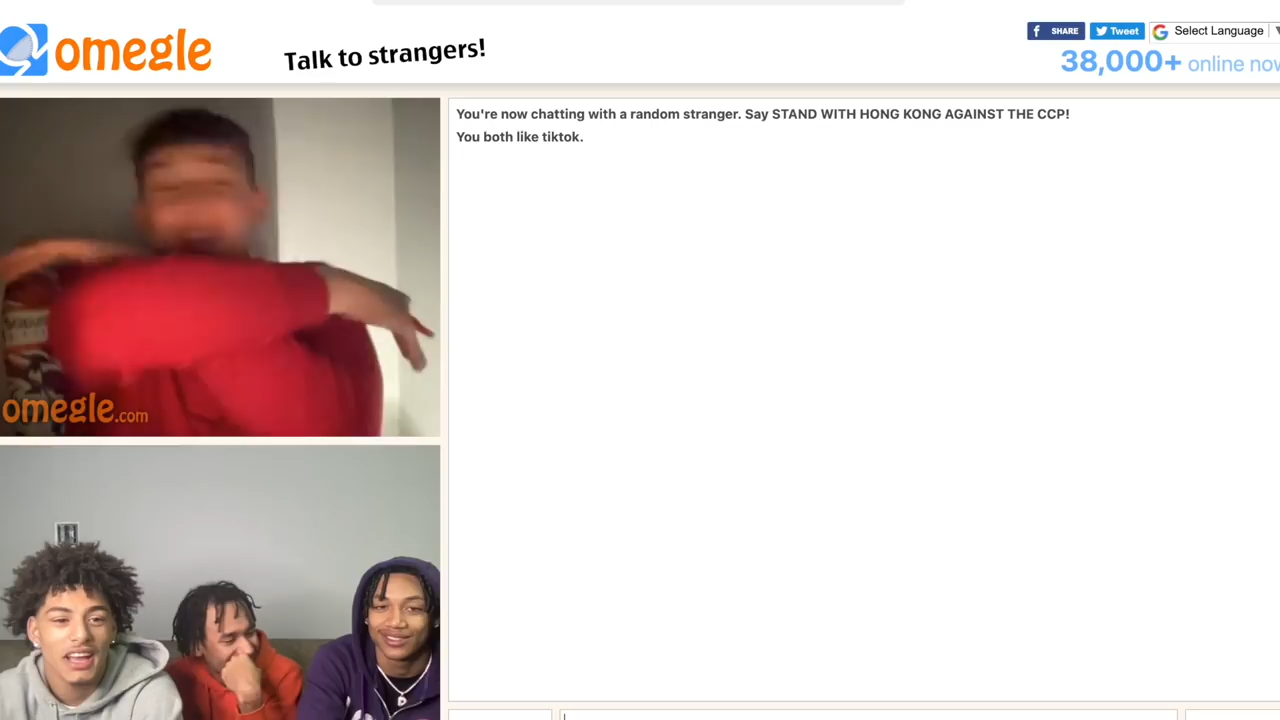 omegle
Talk to strangers!
SHARE
Tweet
Select Language
38,000+ online now
You're now chatting with a random stranger. Say STAND WITH HONG KONG AGAINST THE CCP!
You both like tiktok.
omegle.com